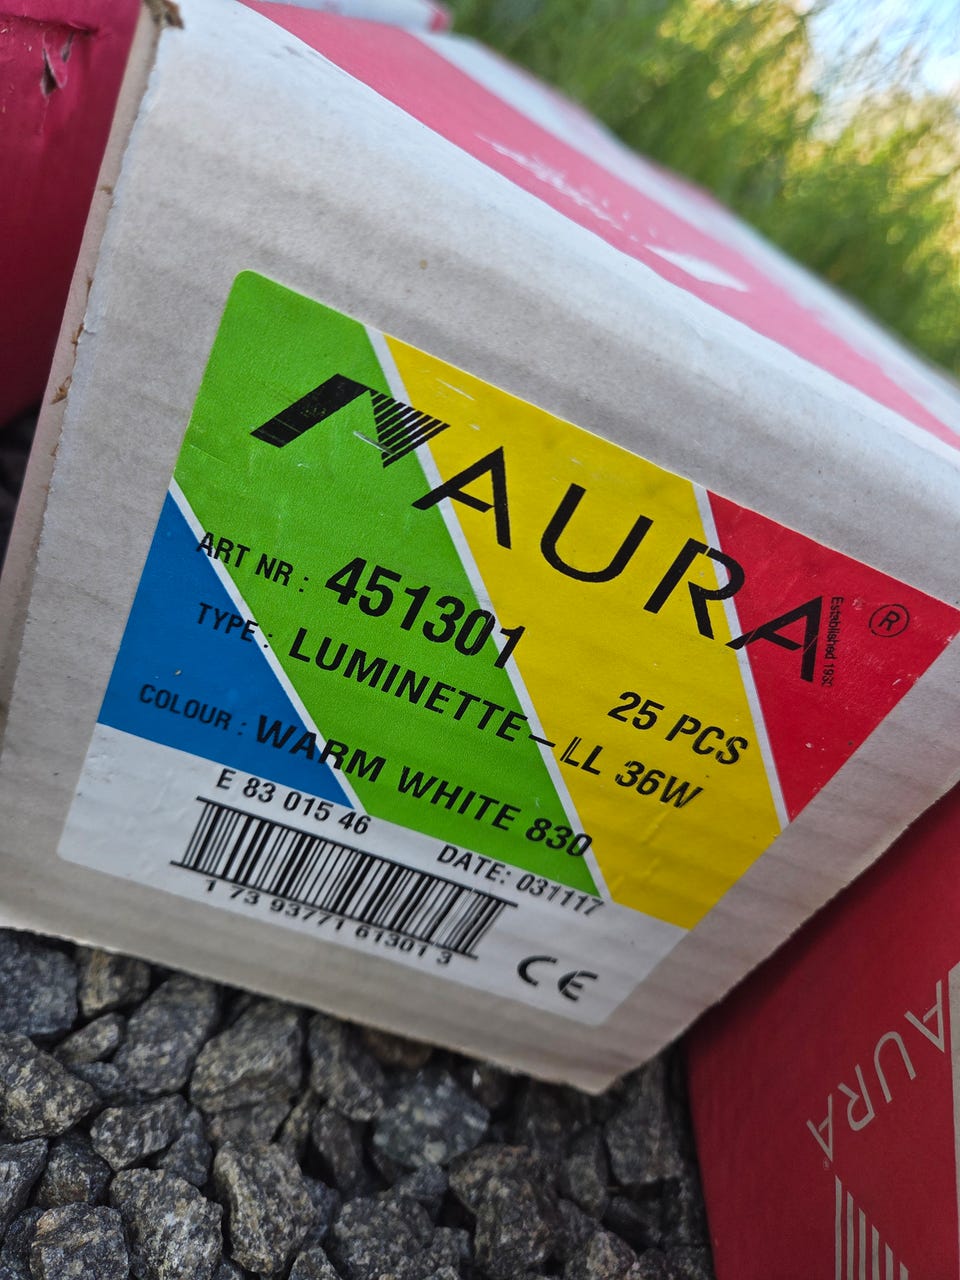 AURA
®
Established 193
ART NR : 451301
25 PCS
TYPE : LUMINETTE – LL 36W
COLOUR : WARM WHITE 830
E 83 015 46
DATE: 031117
1 73 93771 61301 3
CE
AURA